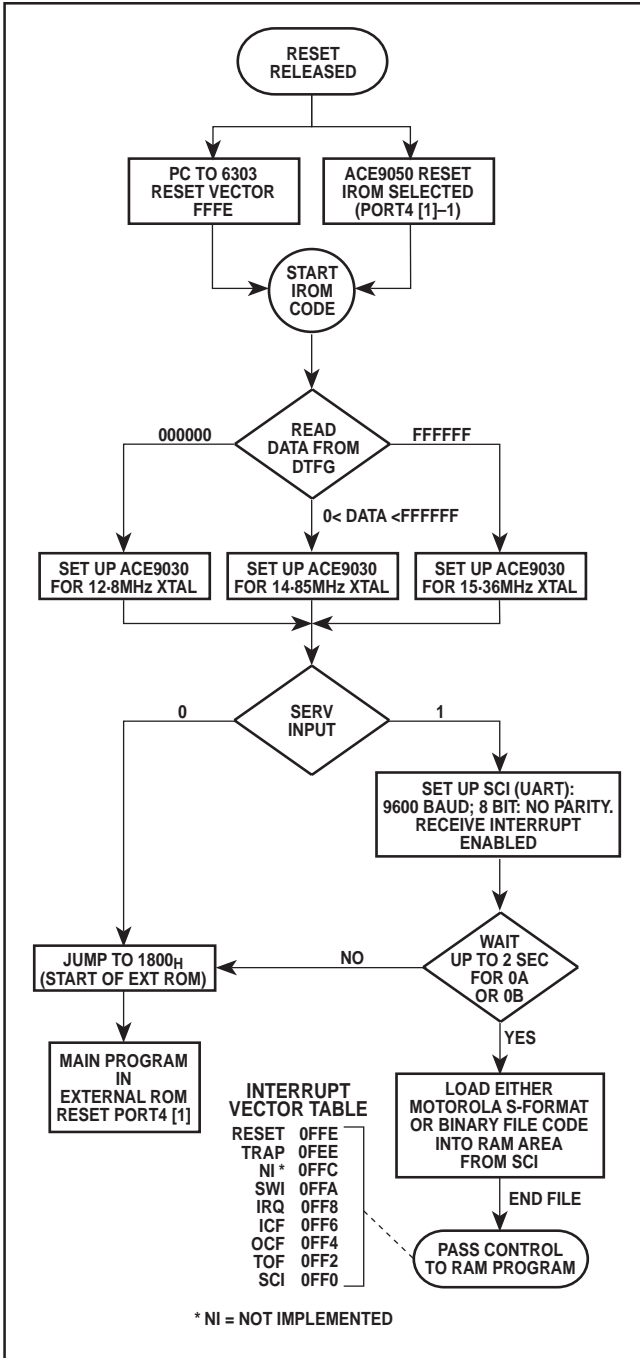 RESET
RELEASED
PC TO 6303
RESET VECTOR
FFFE
ACE9050 RESET
IROM SELECTED
(PORT4 [1]–1)
START
IROM
CODE
READ
DATA FROM
DTFG
000000
FFFFFF
0< DATA <FFFFFF
SET UP ACE9030
FOR 12·8MHz XTAL
SET UP ACE9030
FOR 14·85MHz XTAL
SET UP ACE9030
FOR 15·36MHz XTAL
SERV
INPUT
0
1
SET UP SCI (UART):
9600 BAUD; 8 BIT: NO PARITY.
RECEIVE INTERRUPT
ENABLED
WAIT
UP TO 2 SEC
FOR 0A
OR 0B
NO
YES
JUMP TO 1800H
(START OF EXT ROM)
MAIN PROGRAM
IN
EXTERNAL ROM
RESET PORT4 [1]
LOAD EITHER
MOTOROLA S-FORMAT
OR BINARY FILE CODE
INTO RAM AREA
FROM SCI
END FILE
PASS CONTROL
TO RAM PROGRAM
INTERRUPT
VECTOR TABLE
RESET 0FFE
TRAP 0FEE
NI * 0FFC
SWI 0FFA
IRQ 0FF8
ICF 0FF6
OCF 0FF4
TOF 0FF2
SCI 0FF0
* NI = NOT IMPLEMENTED